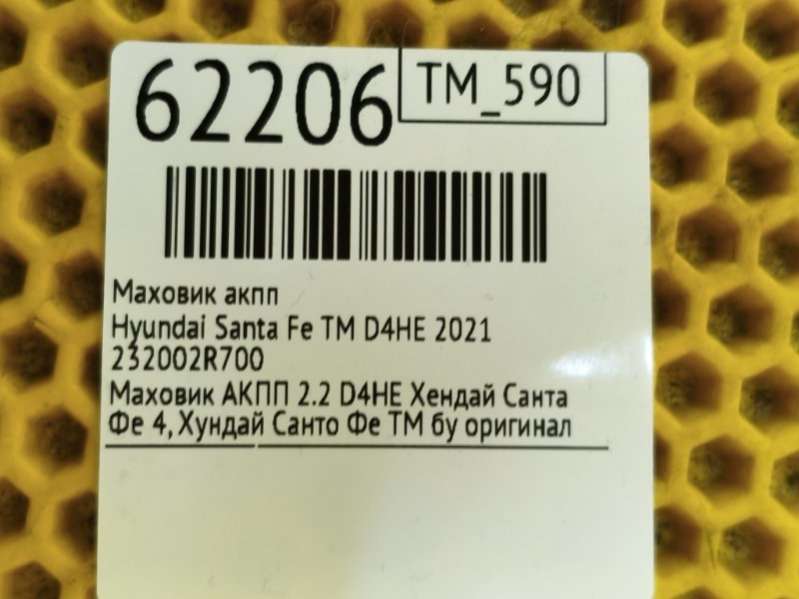 62206
TM_590
Маховик акпп
Hyundai Santa Fe TM D4HE 2021
232002R700
Маховик АКПП 2.2 D4HE Хендай Санта
Фе 4, Хундай Санто Фе ТМ бу оригинал